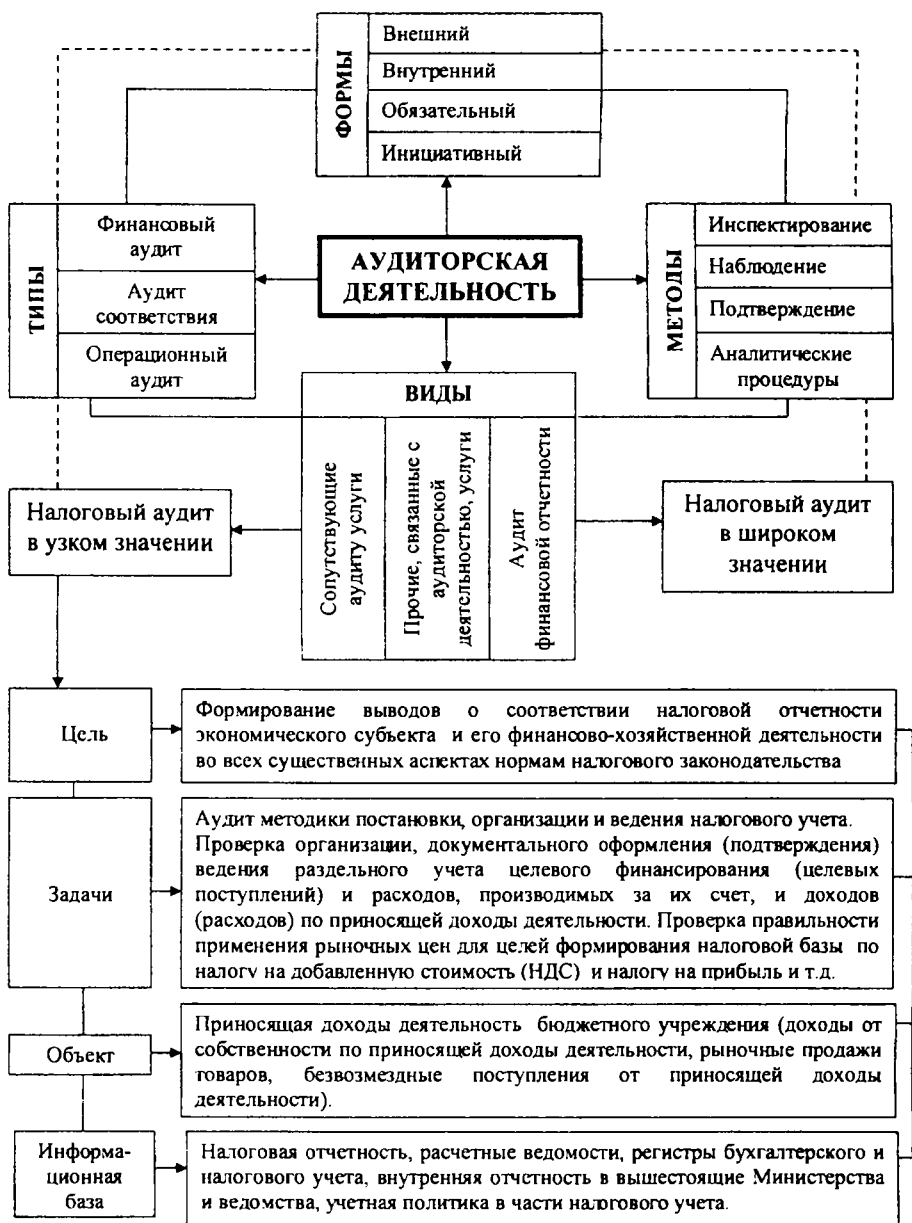 ФОРМЫ
Внешний
Внутренний
Обязательный
Инициативный
ТИПЫ
Финансовый
аудит
Аудит
соответствия
Операционный
аудит
АУДИТОРСКАЯ
ДЕЯТЕЛЬНОСТЬ
МЕТОДЫ
Инспектирование
Наблюдение
Подтверждение
Аналитические
процедуры
ВИДЫ
Сопутствующие
аудиту услуги
Прочие, связанные с
аудиторской
деятельностью, услуги
Аудит
финансовой отчетности
Налоговый аудит
в узком значении
Налоговый аудит
в широком
значении
Цель
Формирование выводов о соответствии налоговой отчетности
экономического субъекта и его финансово-хозяйственной деятельности
во всех существенных аспектах нормам налогового законодательства
Задачи
Аудит методики постановки, организации и ведения налогового учета.
Проверка организации, документального оформления (подтверждения)
ведения раздельного учета целевого финансирования (целевых
поступлений) и расходов, производимых за их счет, и доходов
(расходов) по приносящей доходы деятельности. Проверка правильности
применения рыночных цен для целей формирования налоговой базы по
налогу на добавленную стоимость (НДС) и налогу на прибыль и т.д.
Объект
Приносящая доходы деятельность бюджетного учреждения (доходы от
собственности по приносящей доходы деятельности, рыночные продажи
товаров, безвозмездные поступления от приносящей доходы
деятельности).
Информа-
ционная
база
Налоговая отчетность, расчетные ведомости, регистры бухгалтерского и
налогового учета, внутренняя отчетность в вышестоящие Министерства
и ведомства, учетная политика в части налогового учета.